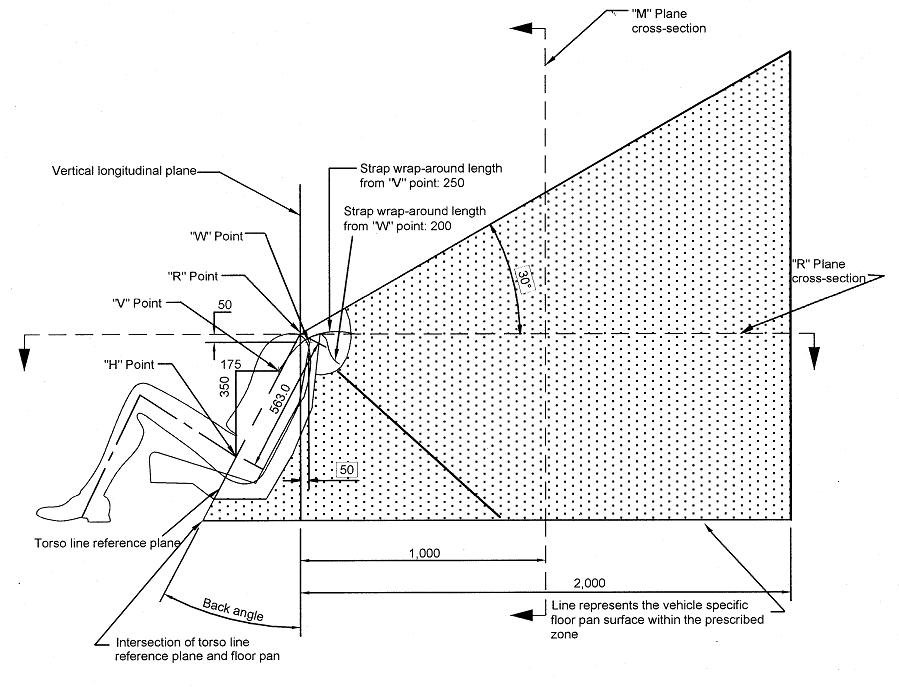 "M" Plane
cross-section
Vertical longitudinal plane
Strap wrap-around length
from "V" point: 250
Strap wrap-around length
from "W" point: 200
"W" Point
"R" Point
"V" Point
50
"H" Point
175
350
563.0
30°
"R" Plane
cross-section
50
Torso line reference plane
1,000
2,000
Back angle
Line represents the vehicle specific
floor pan surface within the prescribed
zone
Intersection of torso line
reference plane and floor pan